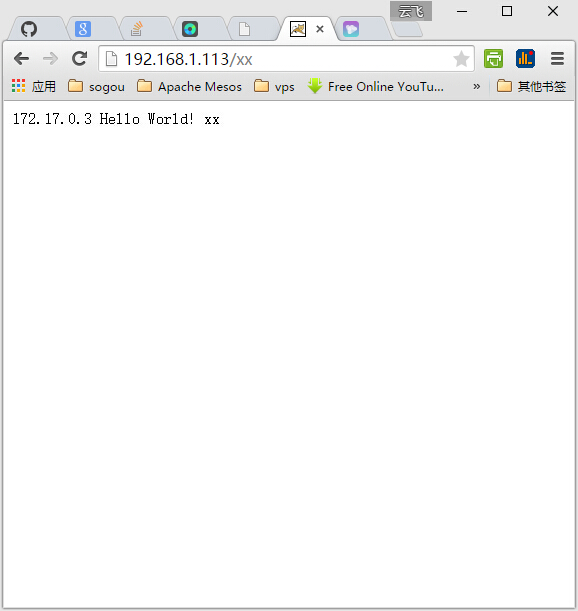 云飞
192.168.1.113/xx
应用 sogou Apache Mesos vps Free Online YouTu... » 其他书签
172.17.0.3 Hello World! xx